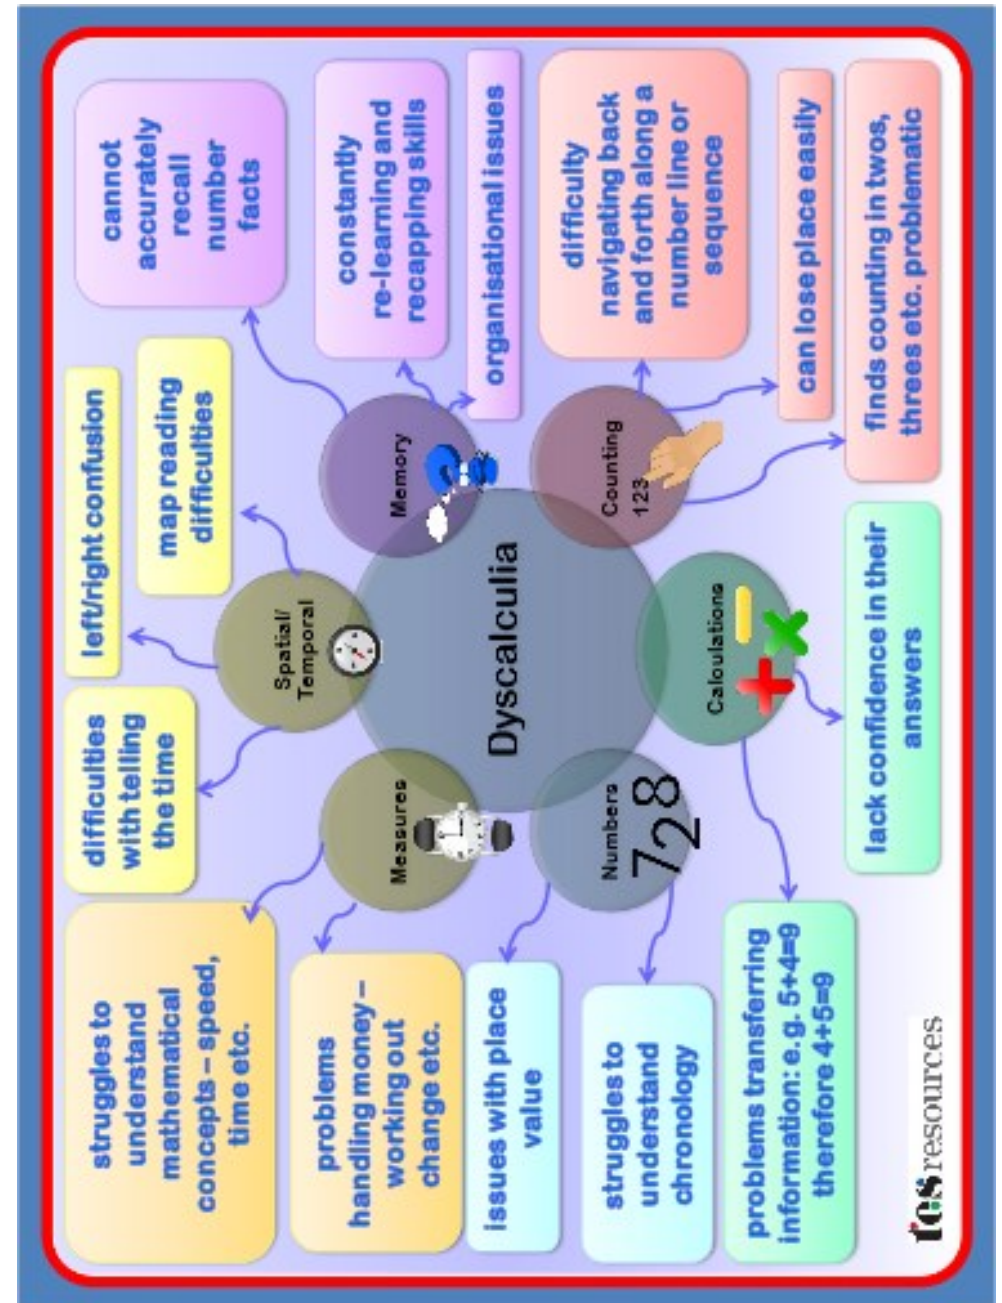 struggles to
understand
mathematical
concepts – speed,
time etc.
difficulties
with telling
the time
left/right confusion
map reading
difficulties
cannot
accurately
recall
number
facts
problems
handling money –
working out
change etc.
Measures
Spatial/
Temporal
Memory
constantly
re-learning and
recapping skills
organisational issues
issues with place
value
Dyscalculia
struggles to
understand
chronology
Numbers
728
Counting
123
difficulty
navigating back
and forth along a
number line or
sequence
Calculations
can lose place easily
problems transferring
information: e.g. 5+4=9
therefore 4+5=9
lack confidence in their
answers
finds counting in twos,
threes etc. problematic
tes resources